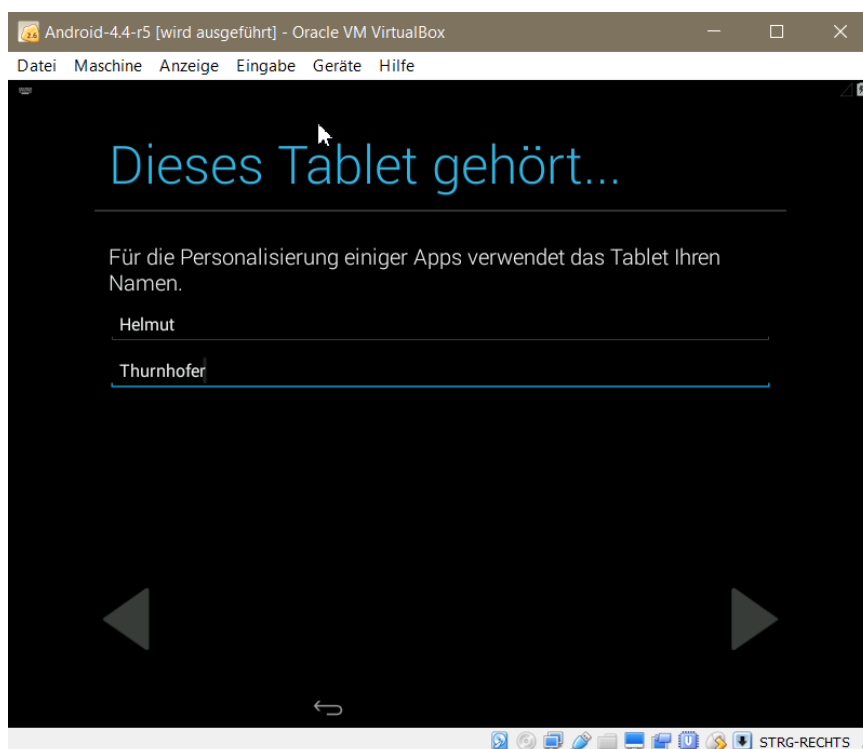 Android-4.4-r5 [wird ausgeführt] - Oracle VM VirtualBox
Datei Maschine Anzeige Eingabe Geräte Hilfe
Dieses Tablet gehört...
Für die Personalisierung einiger Apps verwendet das Tablet Ihren
Namen.
Helmut
Thurnhofer
STRG-RECHTS